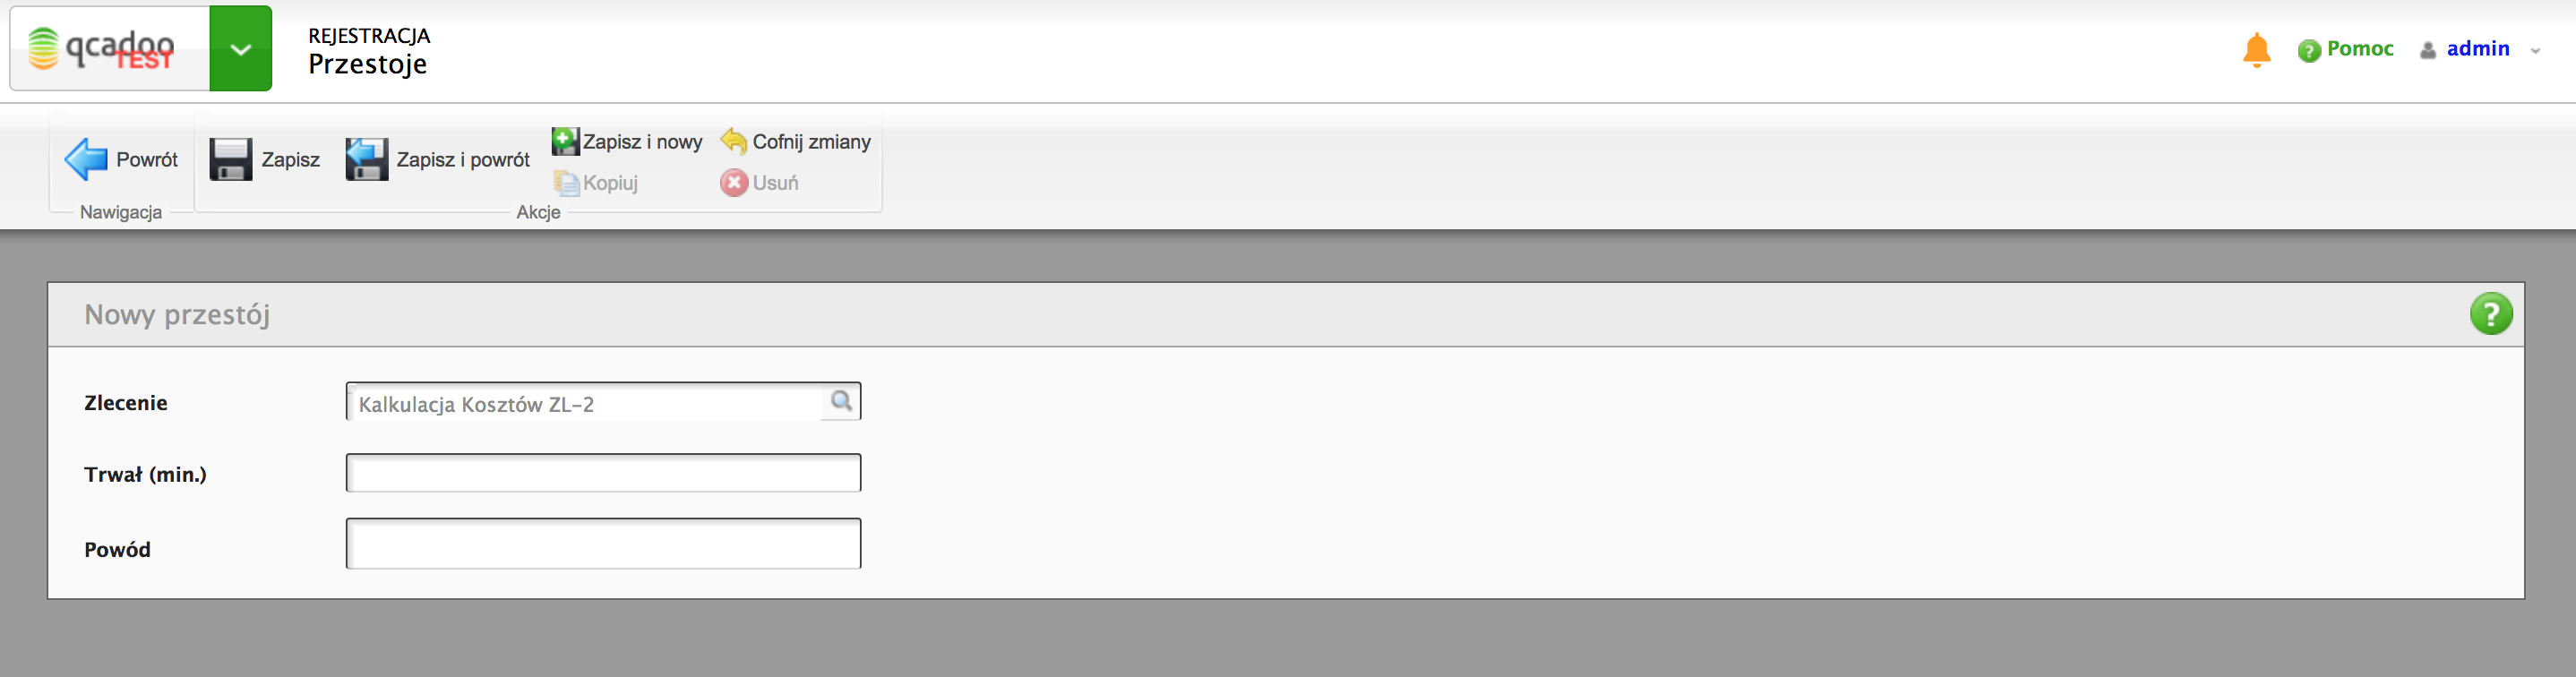 qcadoo
TEST
REJESTRACJA
Przestoje
Pomoc
admin
Powrót
Zapisz
Zapisz i powrót
Zapisz i nowy
Cofnij zmiany
Kopiuj
Usuń
Nawigacja
Akcje
Nowy przestój
Zlecenie
Kalkulacja Kosztów ZL-2
Trwał (min.)
Powód